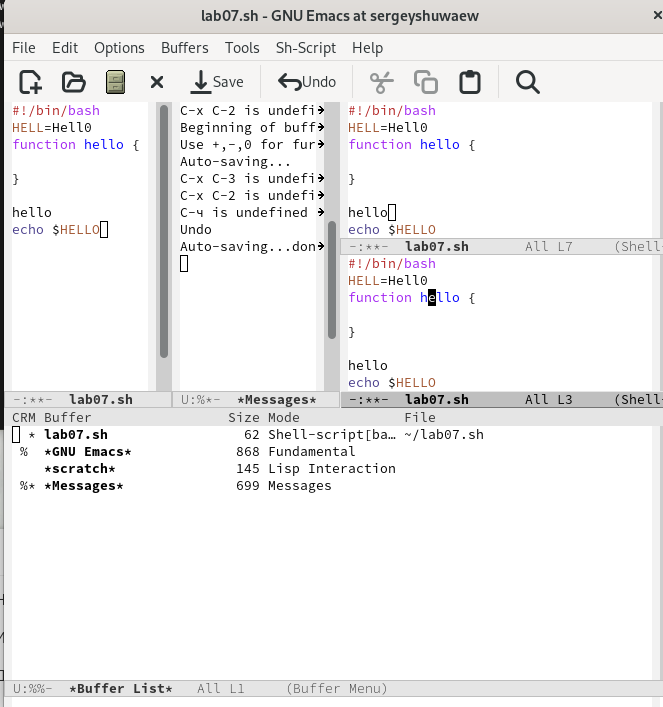 lab07.sh - GNU Emacs at sergeyshuwaew
File Edit Options Buffers Tools Sh-Script Help
Save Undo
#!/bin/bash
HELL=Hell0
function hello {
}
hello
echo $HELLO
-:**- lab07.sh
C-x C-2 is undefi
Beginning of buff
Use +,-,0 for fur
Auto-saving...
C-x C-3 is undefi
C-x C-2 is undefi
C-ч is undefined
Undo
Auto-saving...don
U:%*- *Messages*
#!/bin/bash
HELL=Hell0
function hello {
}
hello
echo $HELLO
-:**- lab07.sh All L7 (Shell-
#!/bin/bash
HELL=Hell0
function hello {
}
hello
echo $HELLO
-:**- lab07.sh All L3 (Shell-
CRM Buffer Size Mode File
* lab07.sh 62 Shell-script[ba… ~/lab07.sh
% *GNU Emacs* 868 Fundamental
*scratch* 145 Lisp Interaction
%* *Messages* 699 Messages
U:%%- *Buffer List* All L1 (Buffer Menu)